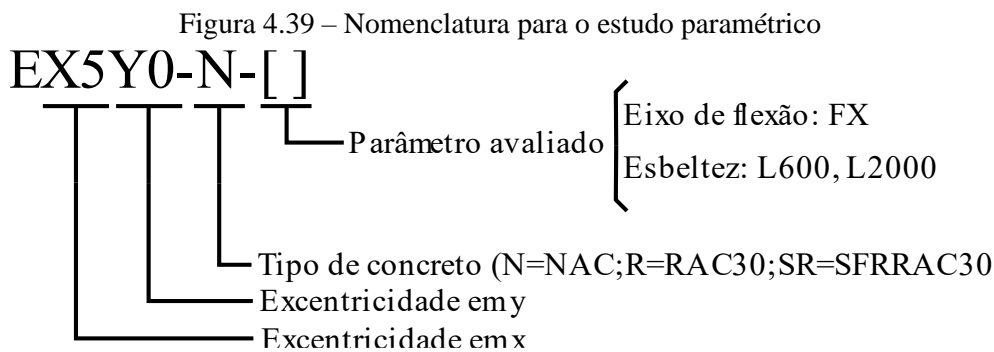 Figura 4.39 – Nomenclatura para o estudo paramétrico
EX5Y0-N-[ ]
Parâmetro avaliado
Eixo de flexão: FX
Esbeltez: L600, L2000
Tipo de concreto (N=NAC;R=RAC30;SR=SFRRAC30
Excentricidade em y
Excentricidade em x